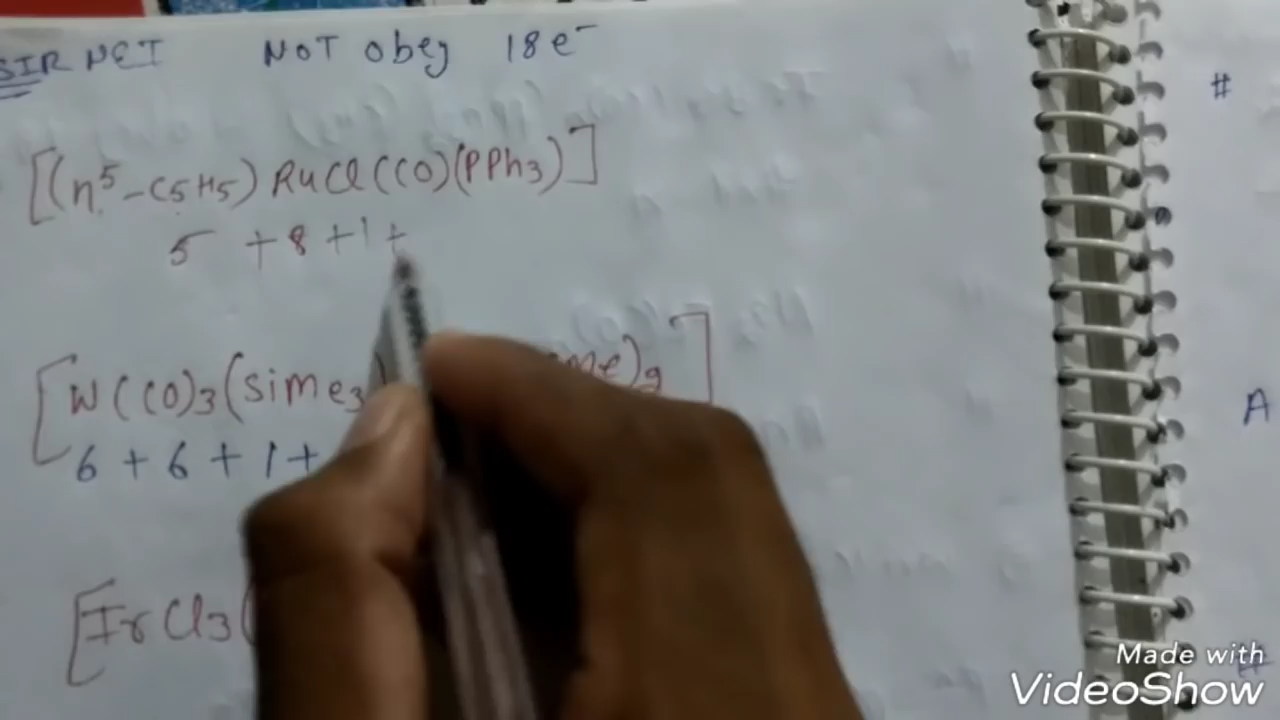 SIR NET NOT obey 18e⁻
#
[(η⁵-C5H5) RuCl(CO)(PPh3)]
5 + 8 + 1 +
[W(CO)3(SiMe3)
A
6 + 6 + 1 +
[IrCl3(
Made with
VideoShow